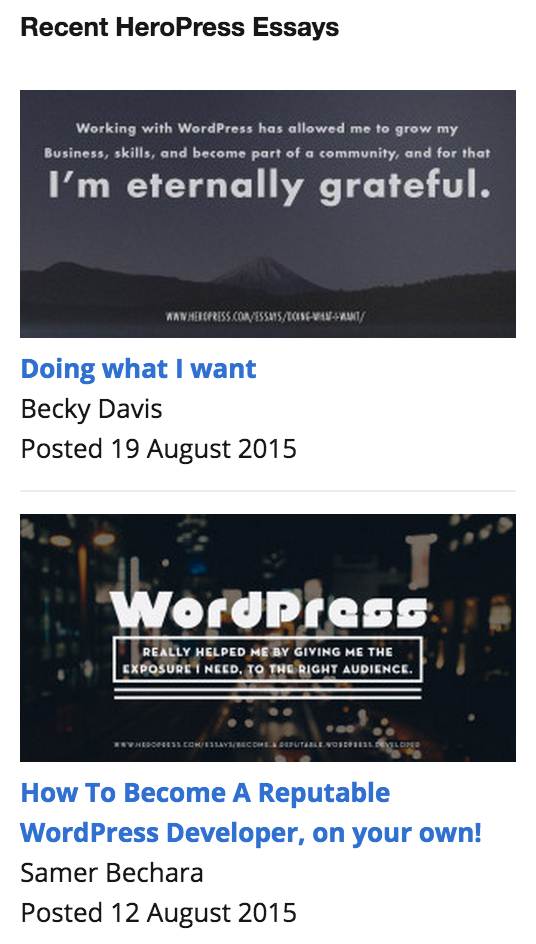 Recent HeroPress Essays
Working with WordPress has allowed me to grow my
Business, skills, and become part of a community, and for that
I'm eternally grateful.
WWW.HEROPRESS.COM/ESSAYS/DOING-WHAT-I-WANT/
Doing what I want
Becky Davis
Posted 19 August 2015
WordPress
REALLY HELPED ME BY GIVING ME THE
EXPOSURE I NEED, TO THE RIGHT AUDIENCE.
WWW.HEROPRESS.COM/ESSAYS/BECOME-A-REPUTABLE-WORDPRESS-DEVELOPER
How To Become A Reputable
WordPress Developer, on your own!
Samer Bechara
Posted 12 August 2015